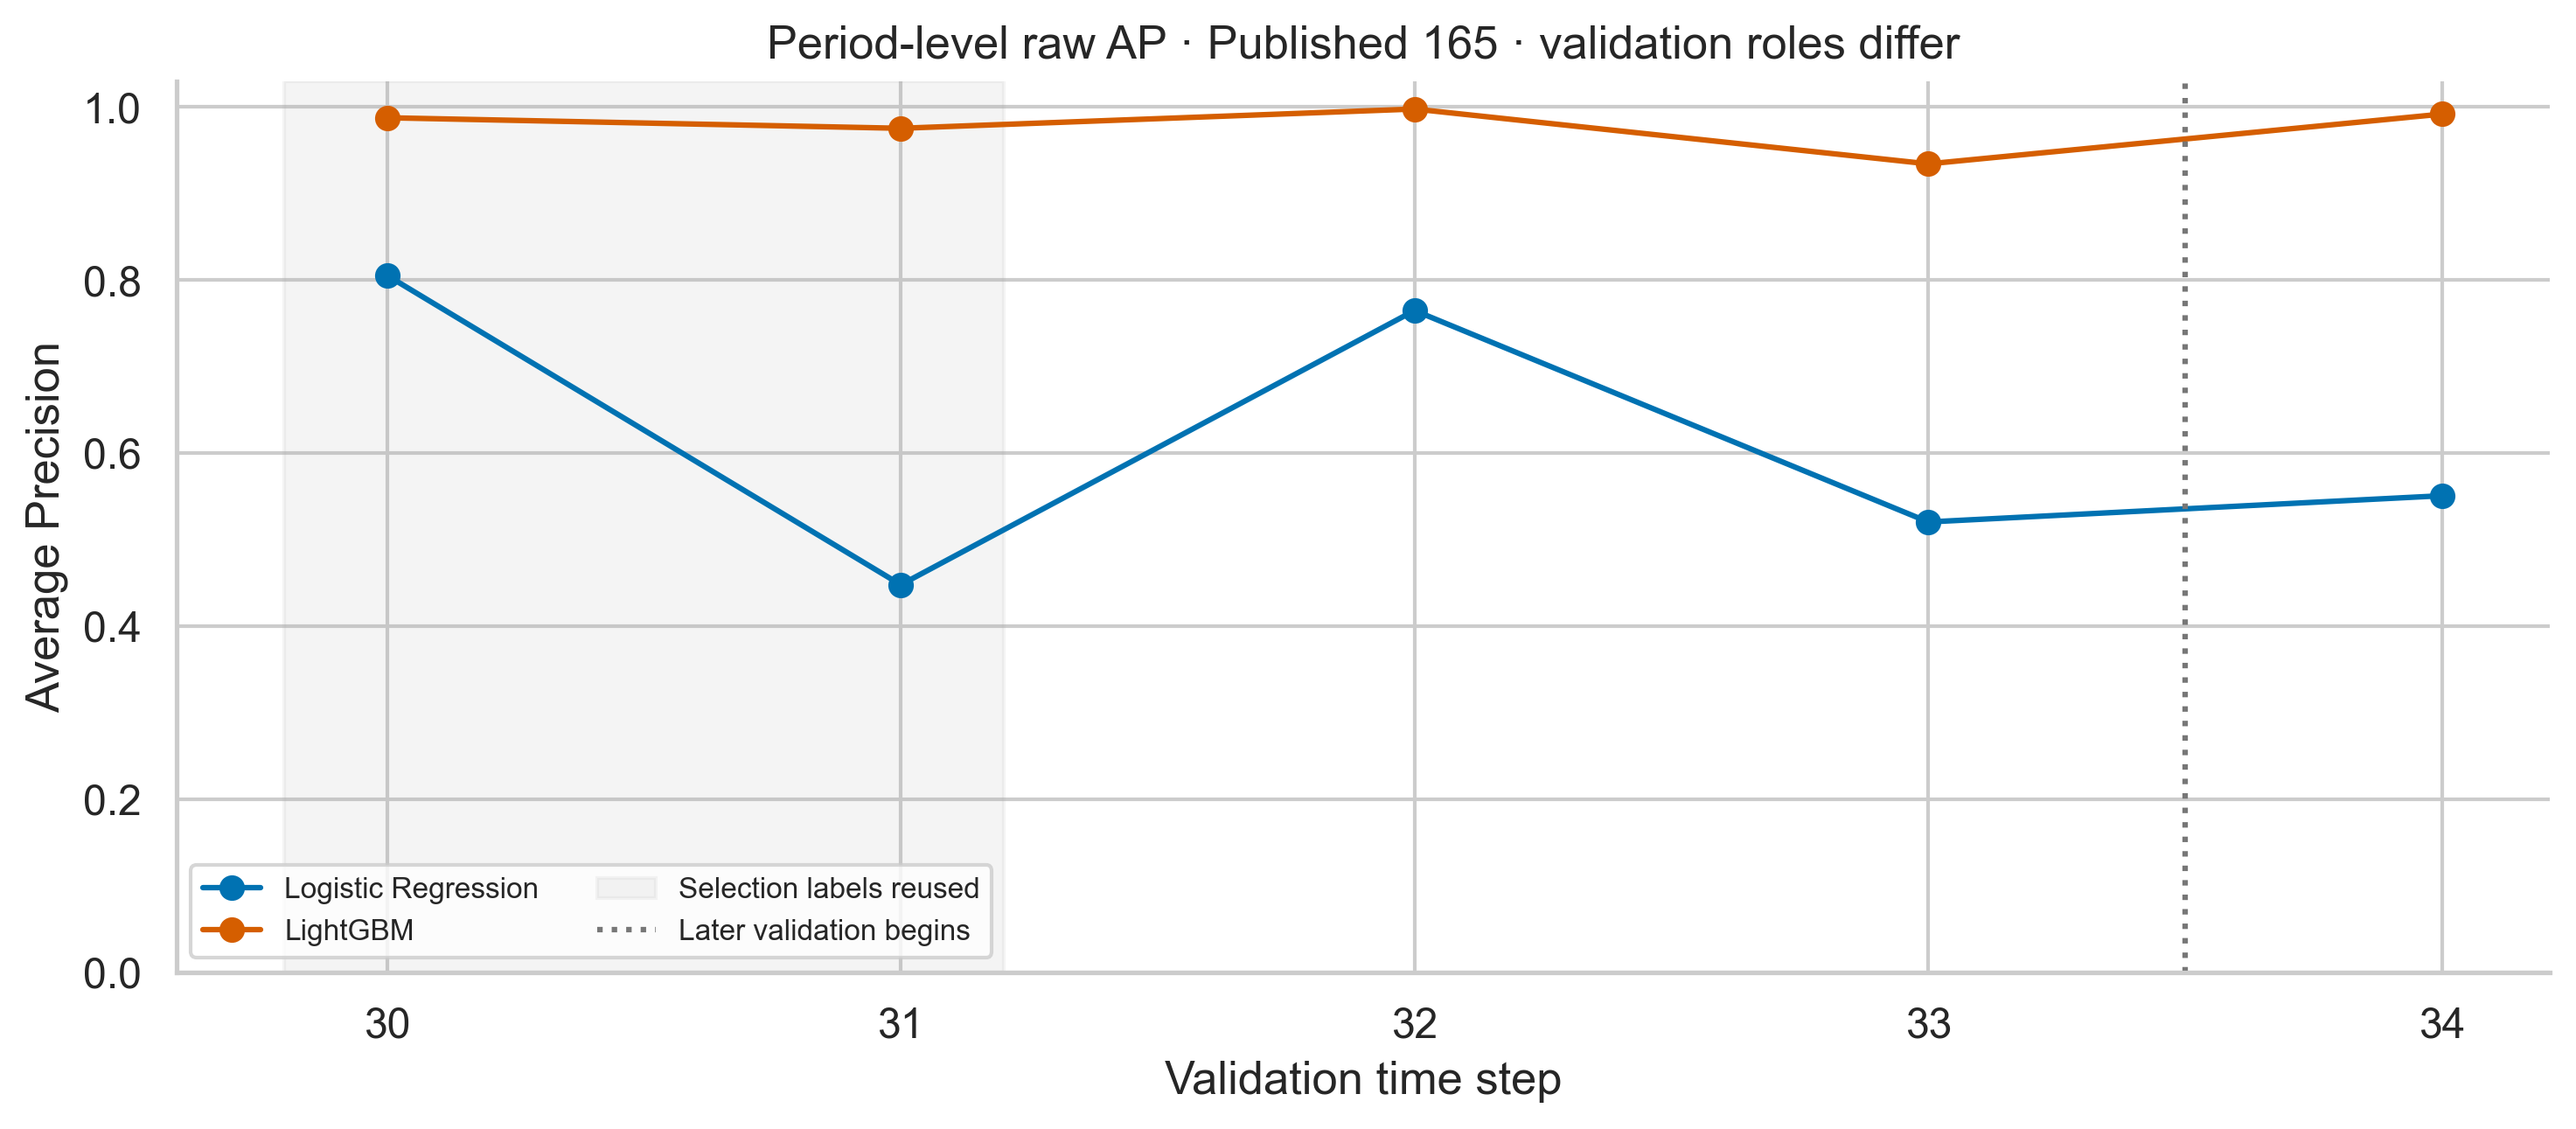 Period-level raw AP · Published 165 · validation roles differ
Average Precision
1.0
0.8
0.6
0.4
0.2
0.0
Logistic Regression
LightGBM
Selection labels reused
Later validation begins
30 31 32 33 34
Validation time step